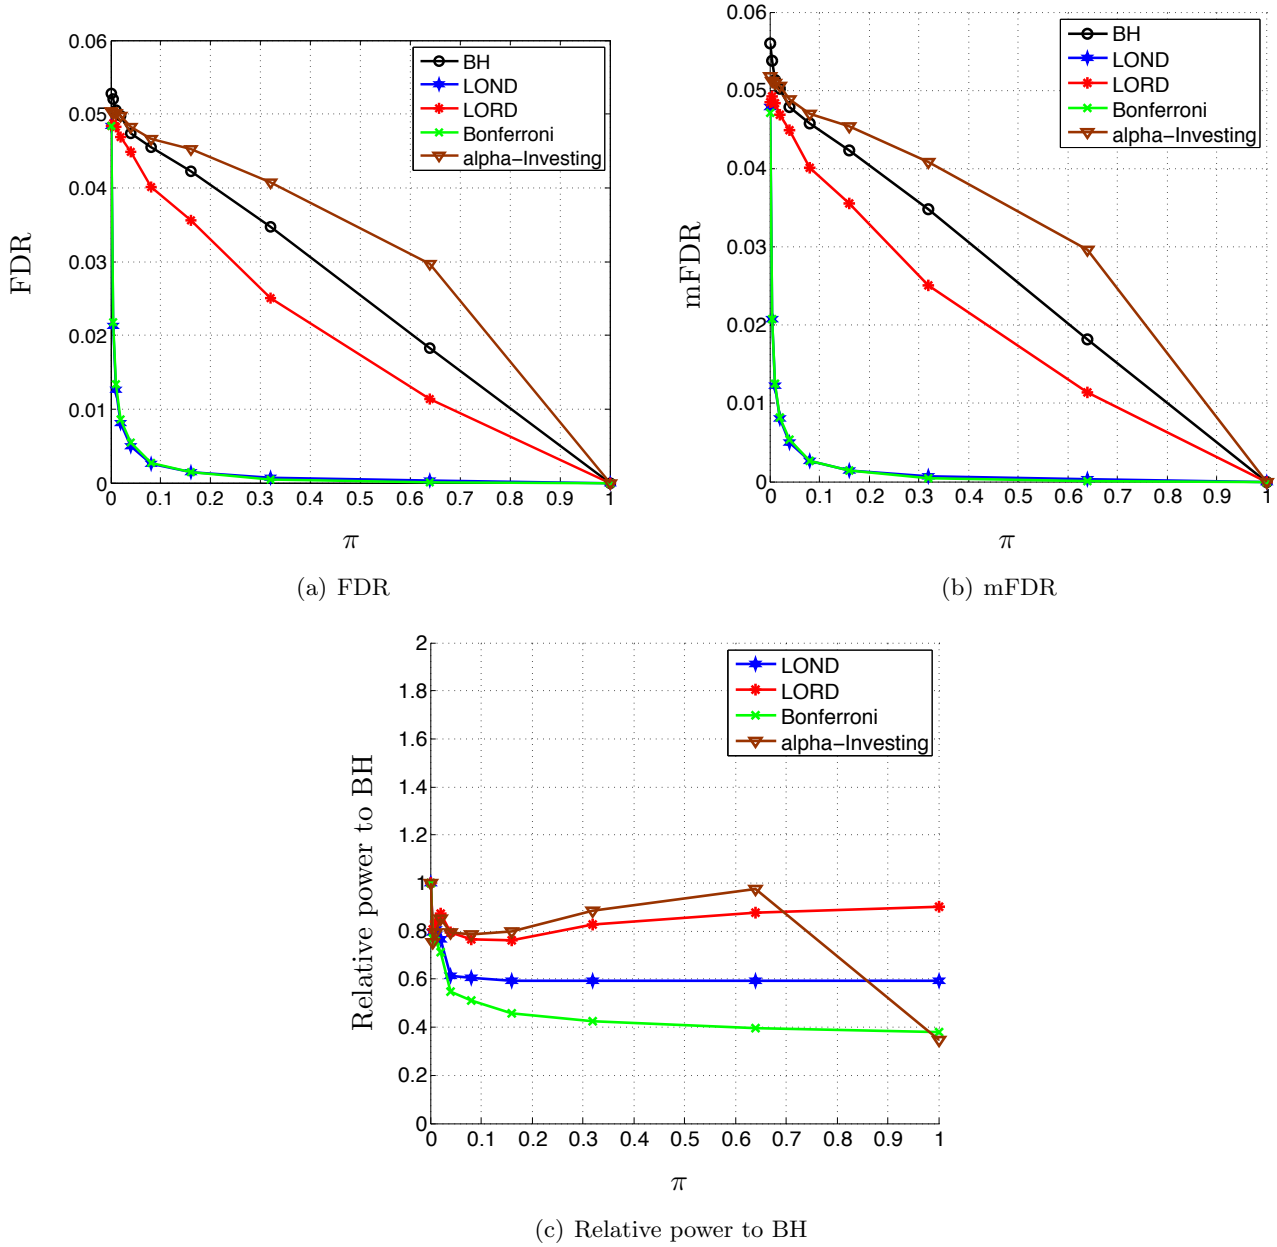 0.06
0.05
0.04
0.03
0.02
0.01
0
FDR
BH
LOND
LORD
Bonferroni
alpha−Investing
0 0.1 0.2 0.3 0.4 0.5 0.6 0.7 0.8 0.9 1
π
(a) FDR
0.06
0.05
0.04
0.03
0.02
0.01
0
mFDR
BH
LOND
LORD
Bonferroni
alpha−Investing
0 0.1 0.2 0.3 0.4 0.5 0.6 0.7 0.8 0.9 1
π
(b) mFDR
2
1.8
1.6
1.4
1.2
1
0.8
0.6
0.4
0.2
0
Relative power to BH
LOND
LORD
Bonferroni
alpha−Investing
0 0.1 0.2 0.3 0.4 0.5 0.6 0.7 0.8 0.9 1
π
(c) Relative power to BH